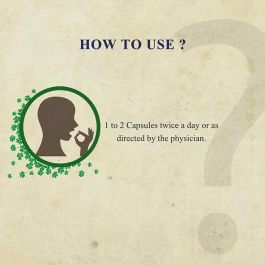 HOW TO USE ?
1 to 2 Capsules twice a day or as
directed by the physician.
?